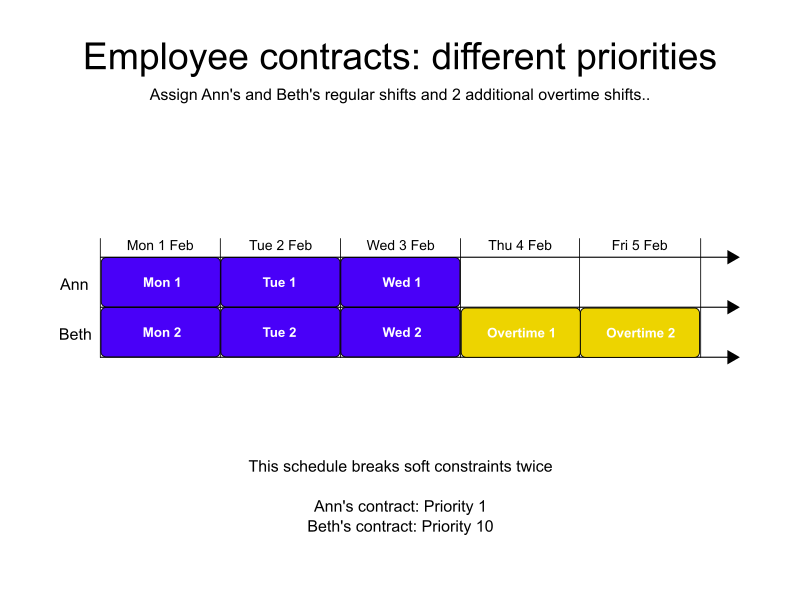 Employee contracts: different priorities
Assign Ann's and Beth's regular shifts and 2 additional overtime shifts..
Mon 1 Feb Tue 2 Feb Wed 3 Feb Thu 4 Feb Fri 5 Feb
Ann Mon 1 Tue 1 Wed 1
Beth Mon 2 Tue 2 Wed 2 Overtime 1 Overtime 2
This schedule breaks soft constraints twice
Ann's contract: Priority 1
Beth's contract: Priority 10